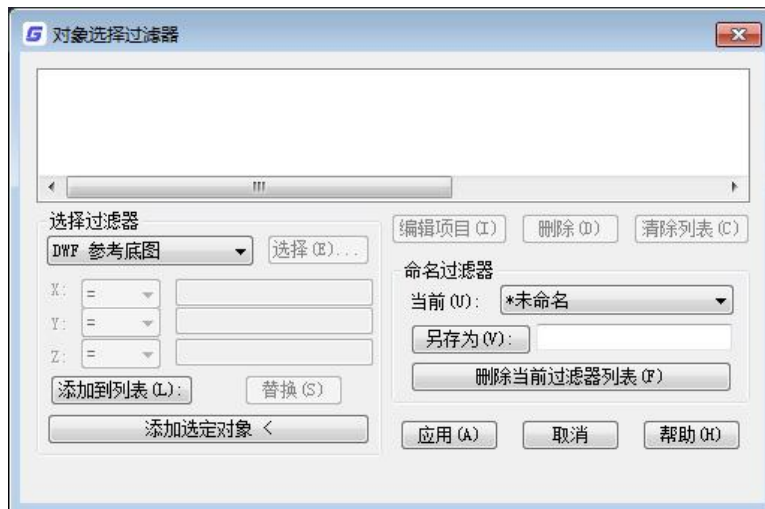 对象选择过滤器
选择过滤器
DWF 参考底图
选择(E)...
X: =
Y: =
Z: =
添加到列表(L):
替换(S)
添加选定对象 <
编辑项目(I)
删除(D)
清除列表(C)
命名过滤器
当前(U): *未命名
另存为(V):
删除当前过滤器列表(F)
应用(A)
取消
帮助(H)